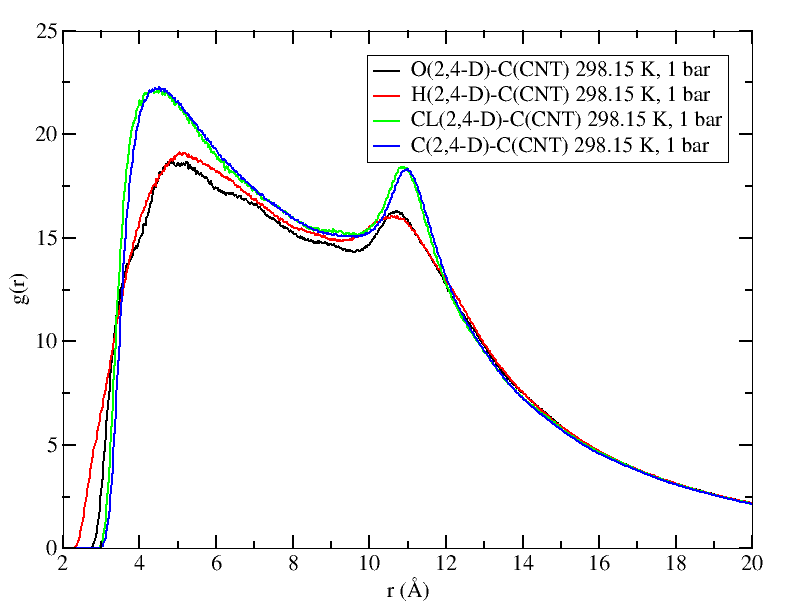 25
20
15
10
5
0
g(r)
O(2,4-D)-C(CNT) 298.15 K, 1 bar
H(2,4-D)-C(CNT) 298.15 K, 1 bar
CL(2,4-D)-C(CNT) 298.15 K, 1 bar
C(2,4-D)-C(CNT) 298.15 K, 1 bar
2 4 6 8 10 12 14 16 18 20
r (Å)